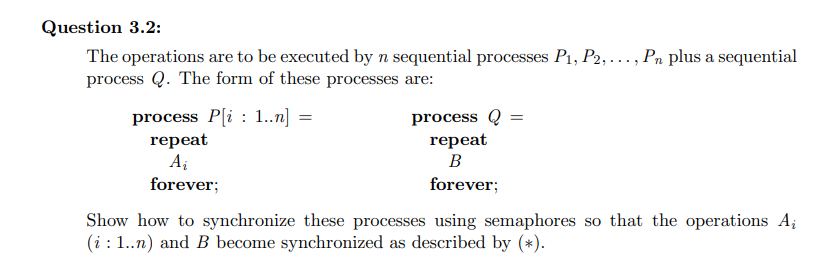 Question 3.2:
The operations are to be executed by n sequential processes P₁, P₂, . . . , Pₙ plus a sequential
process Q. The form of these processes are:
process P[i : 1..n] = process Q =
repeat repeat
Aᵢ B
forever; forever;
Show how to synchronize these processes using semaphores so that the operations Aᵢ
(i : 1..n) and B become synchronized as described by (∗).